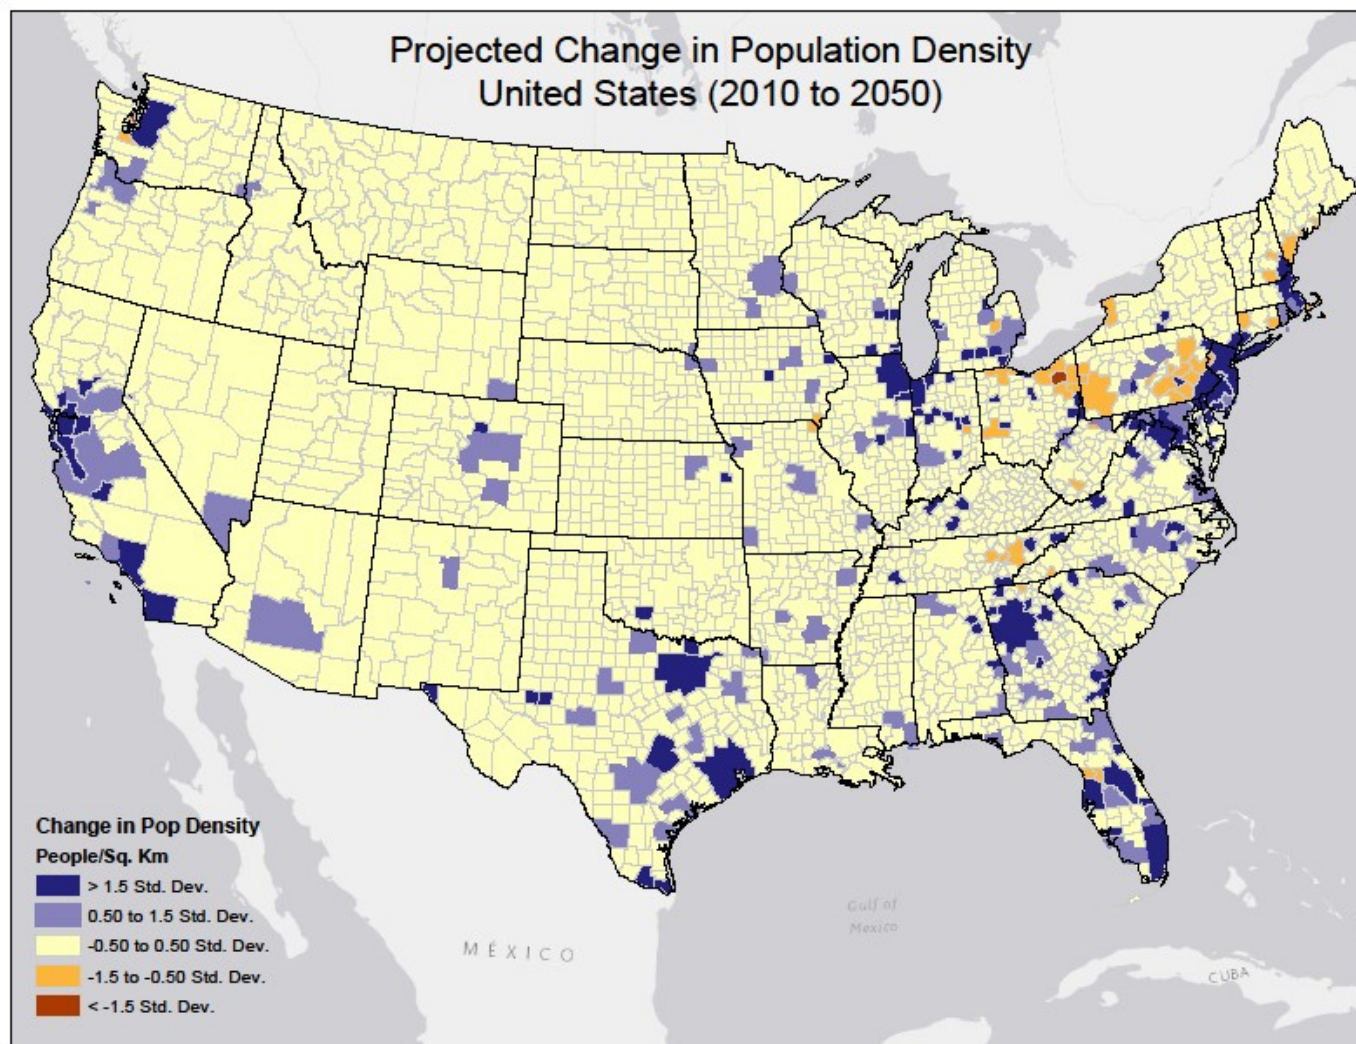 Projected Change in Population Density
United States (2010 to 2050)
Change in Pop Density
People/Sq. Km
> 1.5 Std. Dev.
0.50 to 1.5 Std. Dev.
-0.50 to 0.50 Std. Dev.
-1.5 to -0.50 Std. Dev.
< -1.5 Std. Dev.
Gulf of
Mexico
MÉXICO
CUBA